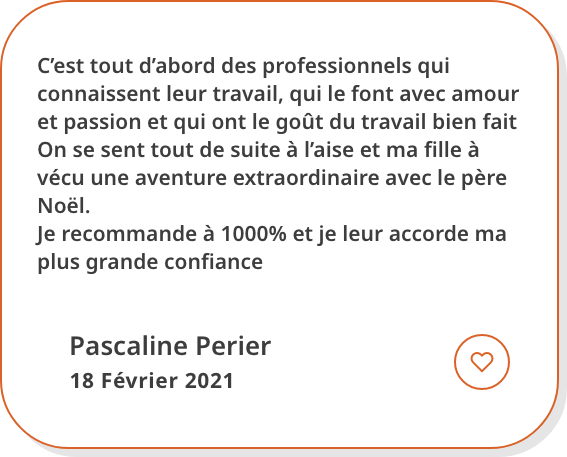 C’est tout d’abord des professionnels qui
connaissent leur travail, qui le font avec amour
et passion et qui ont le goût du travail bien fait
On se sent tout de suite à l’aise et ma fille à
vécu une aventure extraordinaire avec le père
Noël.
Je recommande à 1000% et je leur accorde ma
plus grande confiance
Pascaline Perier
18 Février 2021